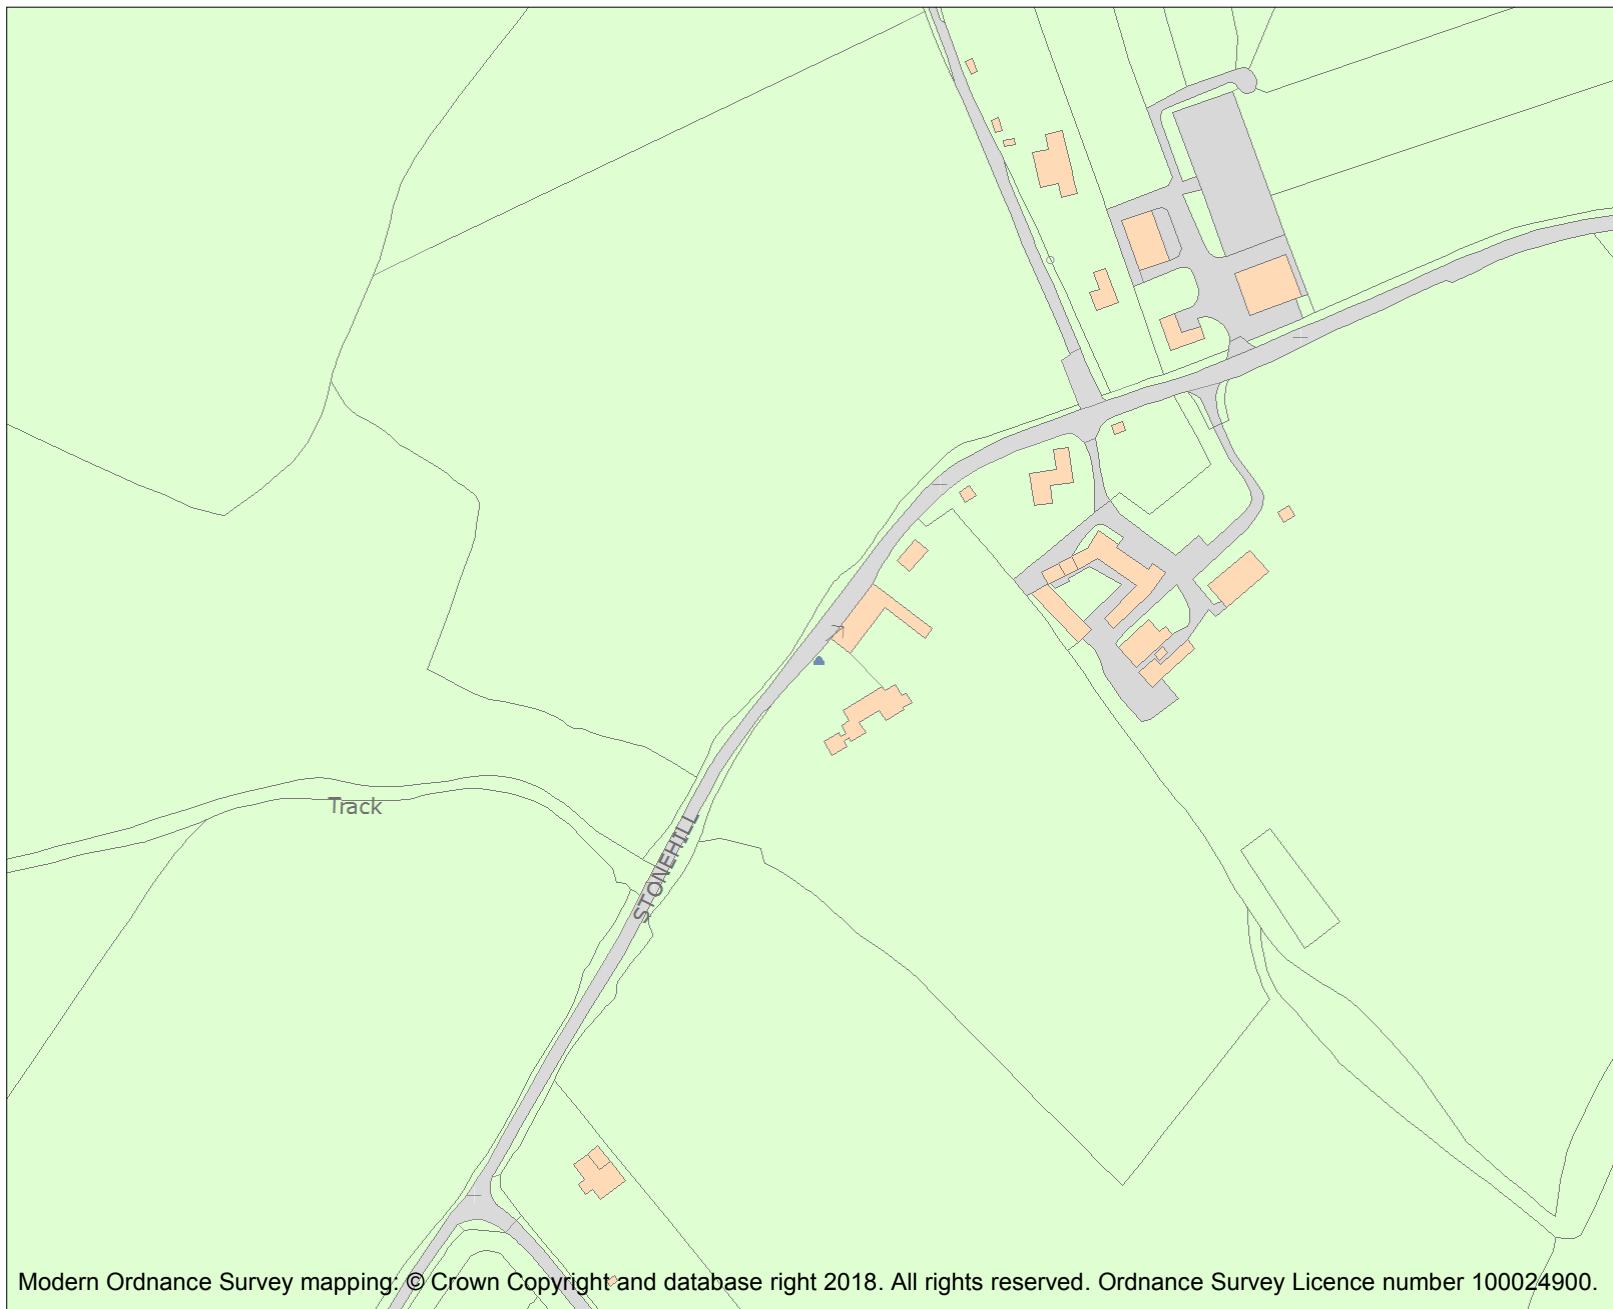 Track
STONEHILL
Modern Ordnance Survey mapping: © Crown Copyright and database right 2018. All rights reserved. Ordnance Survey Licence number 100024900.